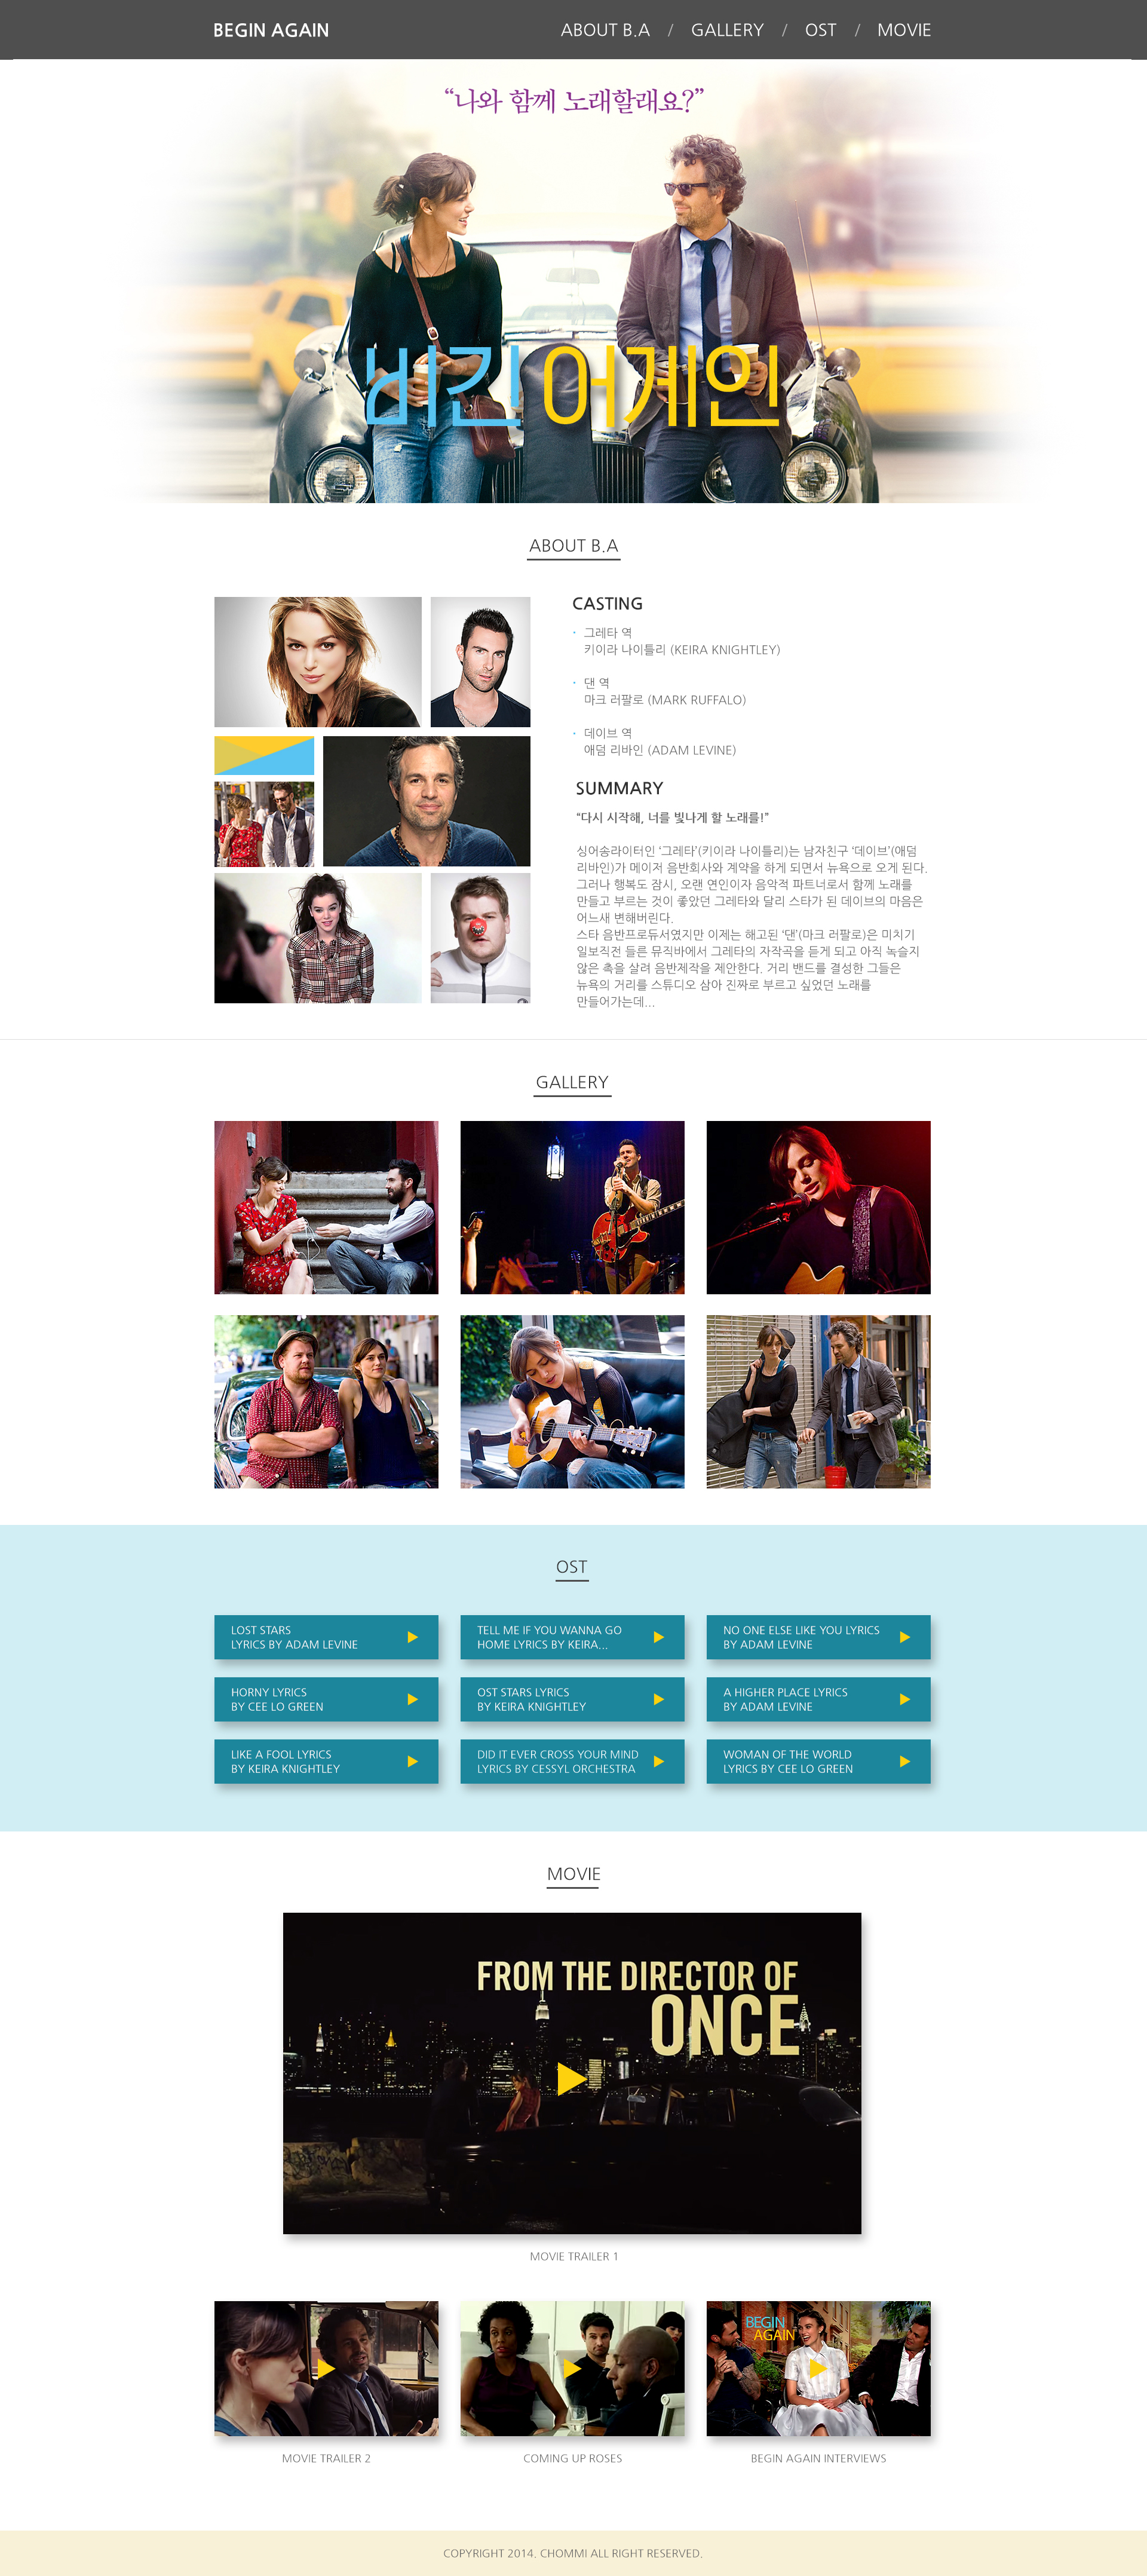 BEGIN AGAIN
ABOUT B.A / GALLERY / OST / MOVIE
“나와 함께 노래할래요?”
비긴 어게인
ABOUT B.A
CASTING
· 그레타 역
키이라 나이틀리 (KEIRA KNIGHTLEY)
· 댄 역
마크 러팔로 (MARK RUFFALO)
· 데이브 역
애덤 리바인 (ADAM LEVINE)
SUMMARY
“다시 시작해, 너를 빛나게 할 노래를!”
싱어송라이터인 ‘그레타’(키이라 나이틀리)는 남자친구 ‘데이브’(애덤
리바인)가 메이저 음반회사와 계약을 하게 되면서 뉴욕으로 오게 된다.
그러나 행복도 잠시, 오랜 연인이자 음악적 파트너로서 함께 노래를
만들고 부르는 것이 좋았던 그레타와 달리 스타가 된 데이브의 마음은
어느새 변해버린다.
스타 음반프로듀서였지만 이제는 해고된 ‘댄’(마크 러팔로)은 미치기
일보직전 들른 뮤직바에서 그레타의 자작곡을 듣게 되고 아직 녹슬지
않은 촉을 살려 음반제작을 제안한다. 거리 밴드를 결성한 그들은
뉴욕의 거리를 스튜디오 삼아 진짜로 부르고 싶었던 노래를
만들어가는데...
GALLERY
OST
LOST STARS
LYRICS BY ADAM LEVINE
TELL ME IF YOU WANNA GO
HOME LYRICS BY KEIRA...
NO ONE ELSE LIKE YOU LYRICS
BY ADAM LEVINE
HORNY LYRICS
BY CEE LO GREEN
OST STARS LYRICS
BY KEIRA KNIGHTLEY
A HIGHER PLACE LYRICS
BY ADAM LEVINE
LIKE A FOOL LYRICS
BY KEIRA KNIGHTLEY
DID IT EVER CROSS YOUR MIND
LYRICS BY CESSYL ORCHESTRA
WOMAN OF THE WORLD
LYRICS BY CEE LO GREEN
MOVIE
FROM THE DIRECTOR OF
ONCE
MOVIE TRAILER 1
BEGIN
AGAIN
MOVIE TRAILER 2
COMING UP ROSES
BEGIN AGAIN INTERVIEWS
COPYRIGHT 2014. CHOMMI ALL RIGHT RESERVED.